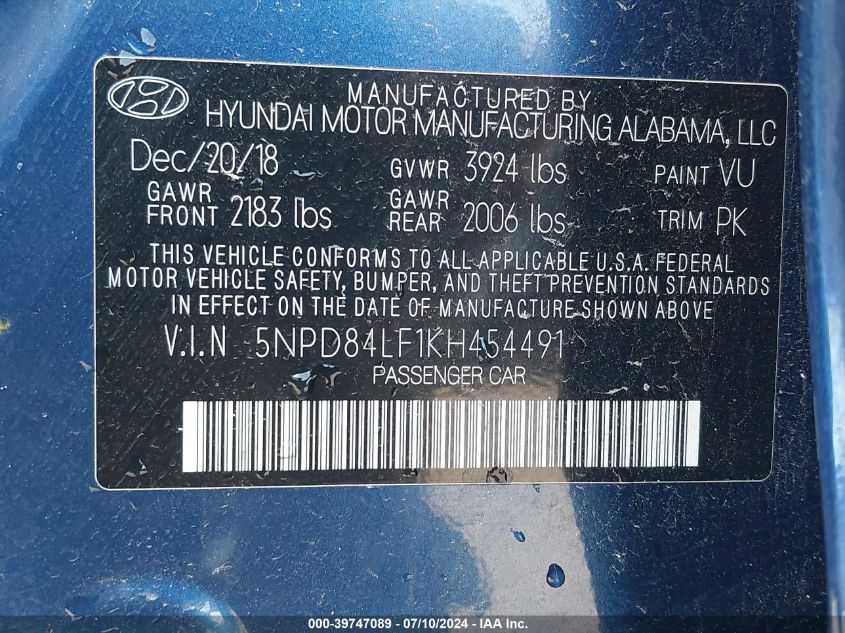 MANUFACTURED BY
HYUNDAI MOTOR MANUFACTURING ALABAMA, LLC
Dec/20/18 GVWR 3924 lbs PAINT VU
GAWR FRONT 2183 lbs GAWR REAR 2006 lbs TRIM PK
THIS VEHICLE CONFORMS TO ALL APPLICABLE U.S.A. FEDERAL
MOTOR VEHICLE SAFETY, BUMPER, AND THEFT PREVENTION STANDARDS
IN EFFECT ON THE DATE OF MANUFACTURE SHOWN ABOVE
V.I.N 5NPD84LF1KH454491
PASSENGER CAR
000-39747089 - 07/10/2024 - IAA Inc.